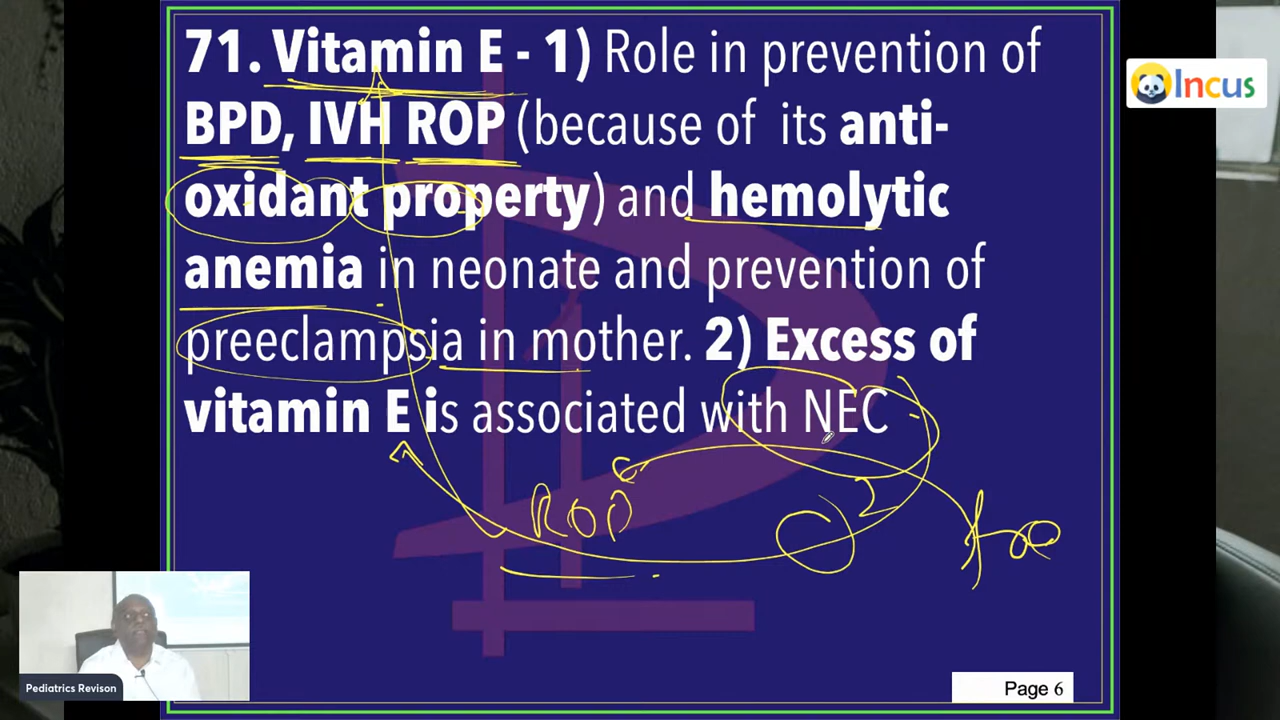 71. Vitamin E - 1) Role in prevention of
BPD, IVH ROP (because of its anti-
oxidant property) and hemolytic
anemia in neonate and prevention of
preeclampsia in mother. 2) Excess of
vitamin E is associated with NEC
ROP
O2
Incus
Pediatrics Revison
Page 6